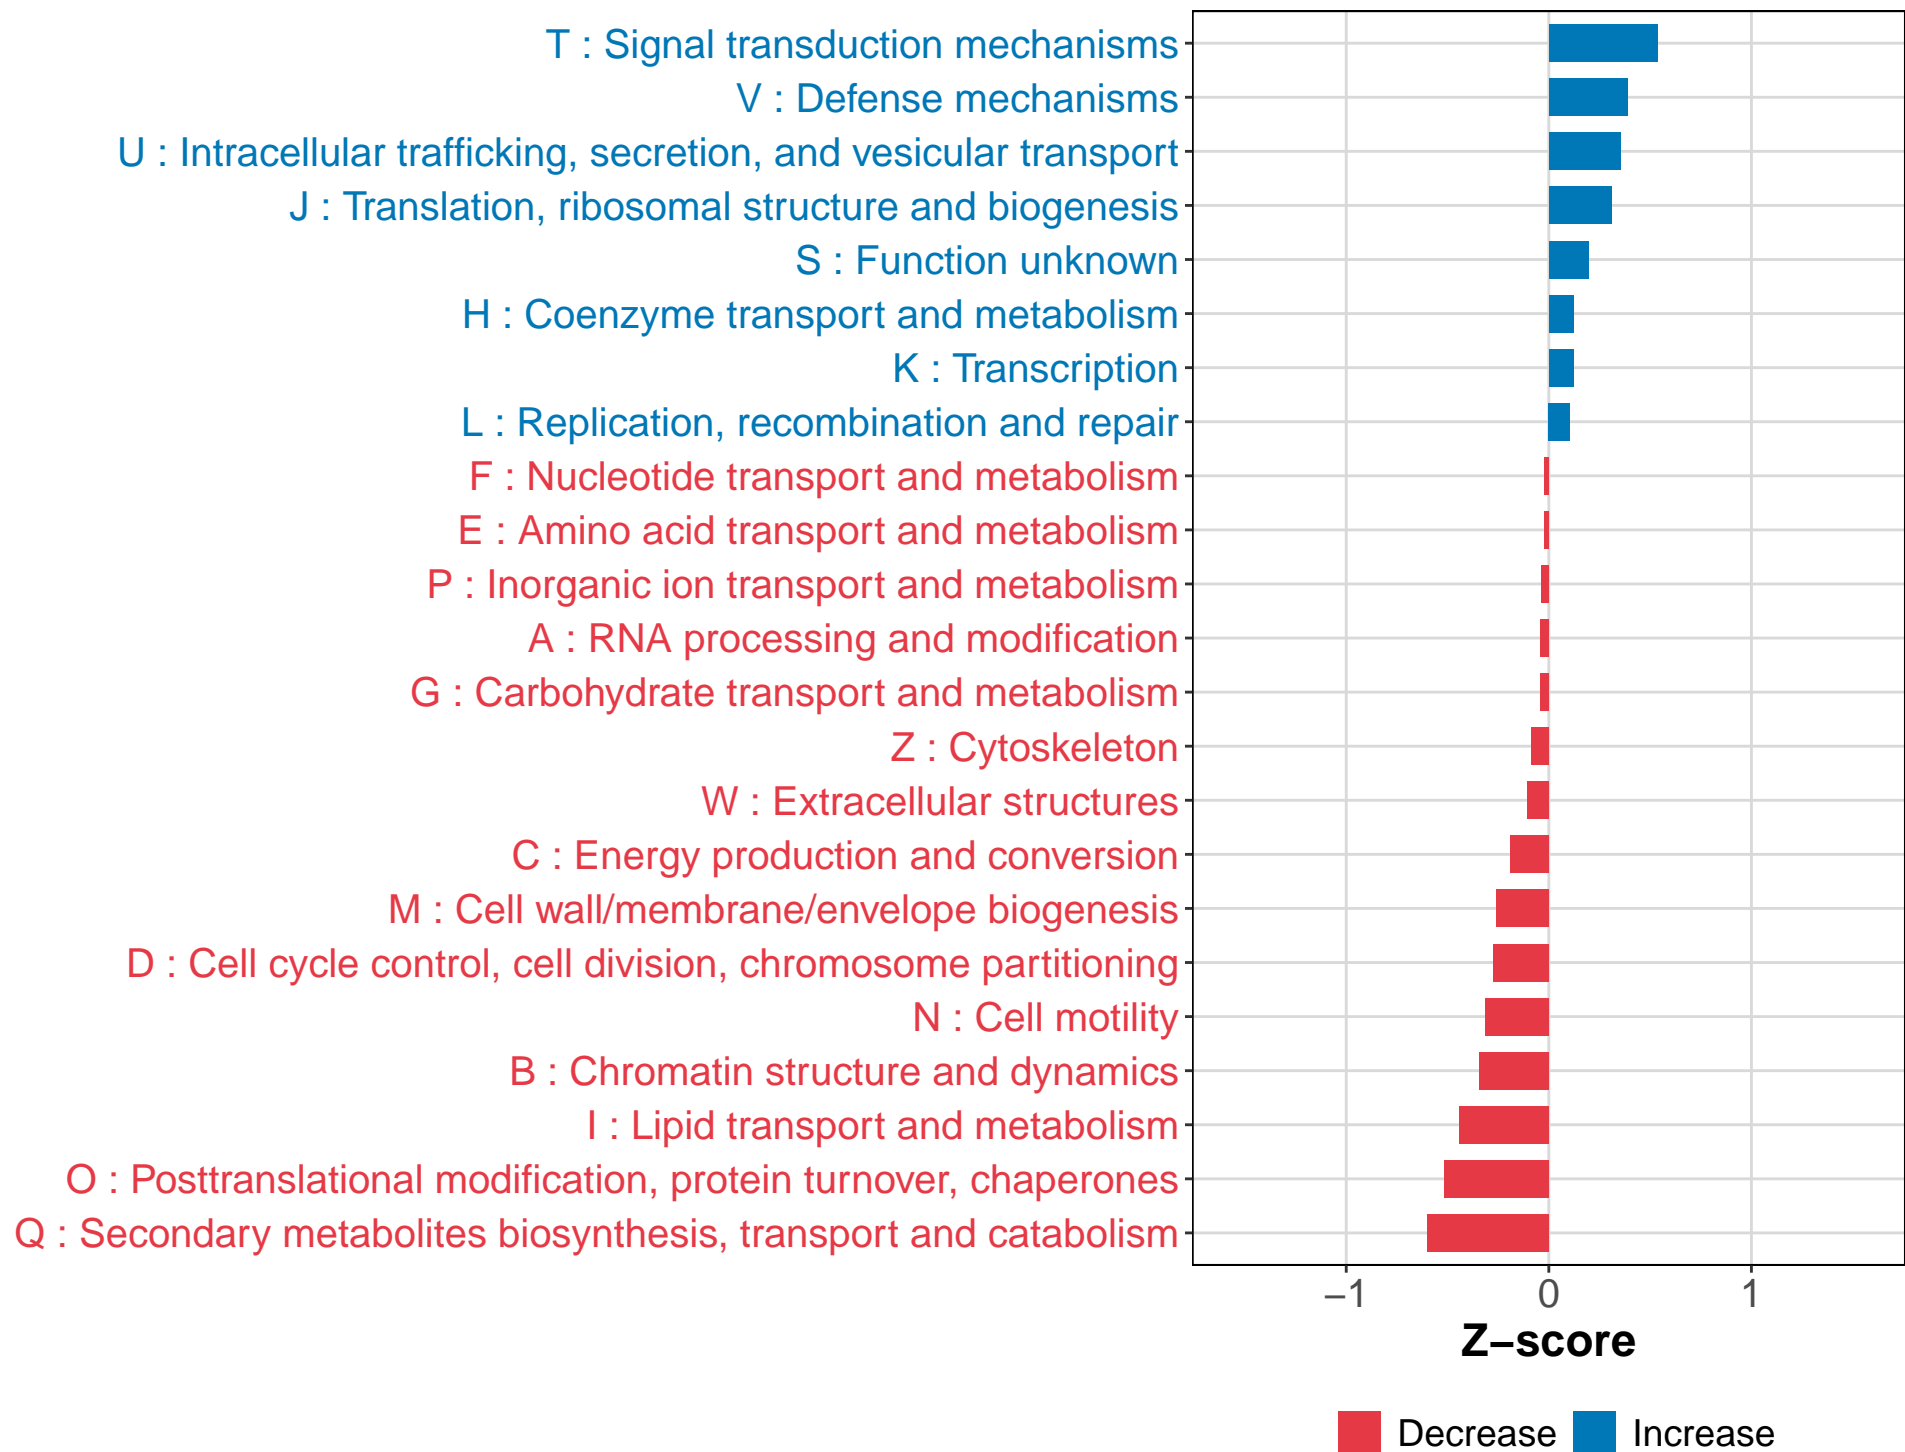 T : Signal transduction mechanisms
V : Defense mechanisms
U : Intracellular trafficking, secretion, and vesicular transport
J : Translation, ribosomal structure and biogenesis
S : Function unknown
H : Coenzyme transport and metabolism
K : Transcription
L : Replication, recombination and repair
F : Nucleotide transport and metabolism
E : Amino acid transport and metabolism
P : Inorganic ion transport and metabolism
A : RNA processing and modification
G : Carbohydrate transport and metabolism
Z : Cytoskeleton
W : Extracellular structures
C : Energy production and conversion
M : Cell wall/membrane/envelope biogenesis
D : Cell cycle control, cell division, chromosome partitioning
N : Cell motility
B : Chromatin structure and dynamics
I : Lipid transport and metabolism
O : Posttranslational modification, protein turnover, chaperones
Q : Secondary metabolites biosynthesis, transport and catabolism
−1 0 1
Z−score
Decrease Increase